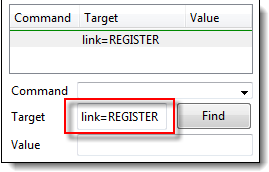 Command Target Value
link=REGISTER
Command
Target link=REGISTER Find
Value